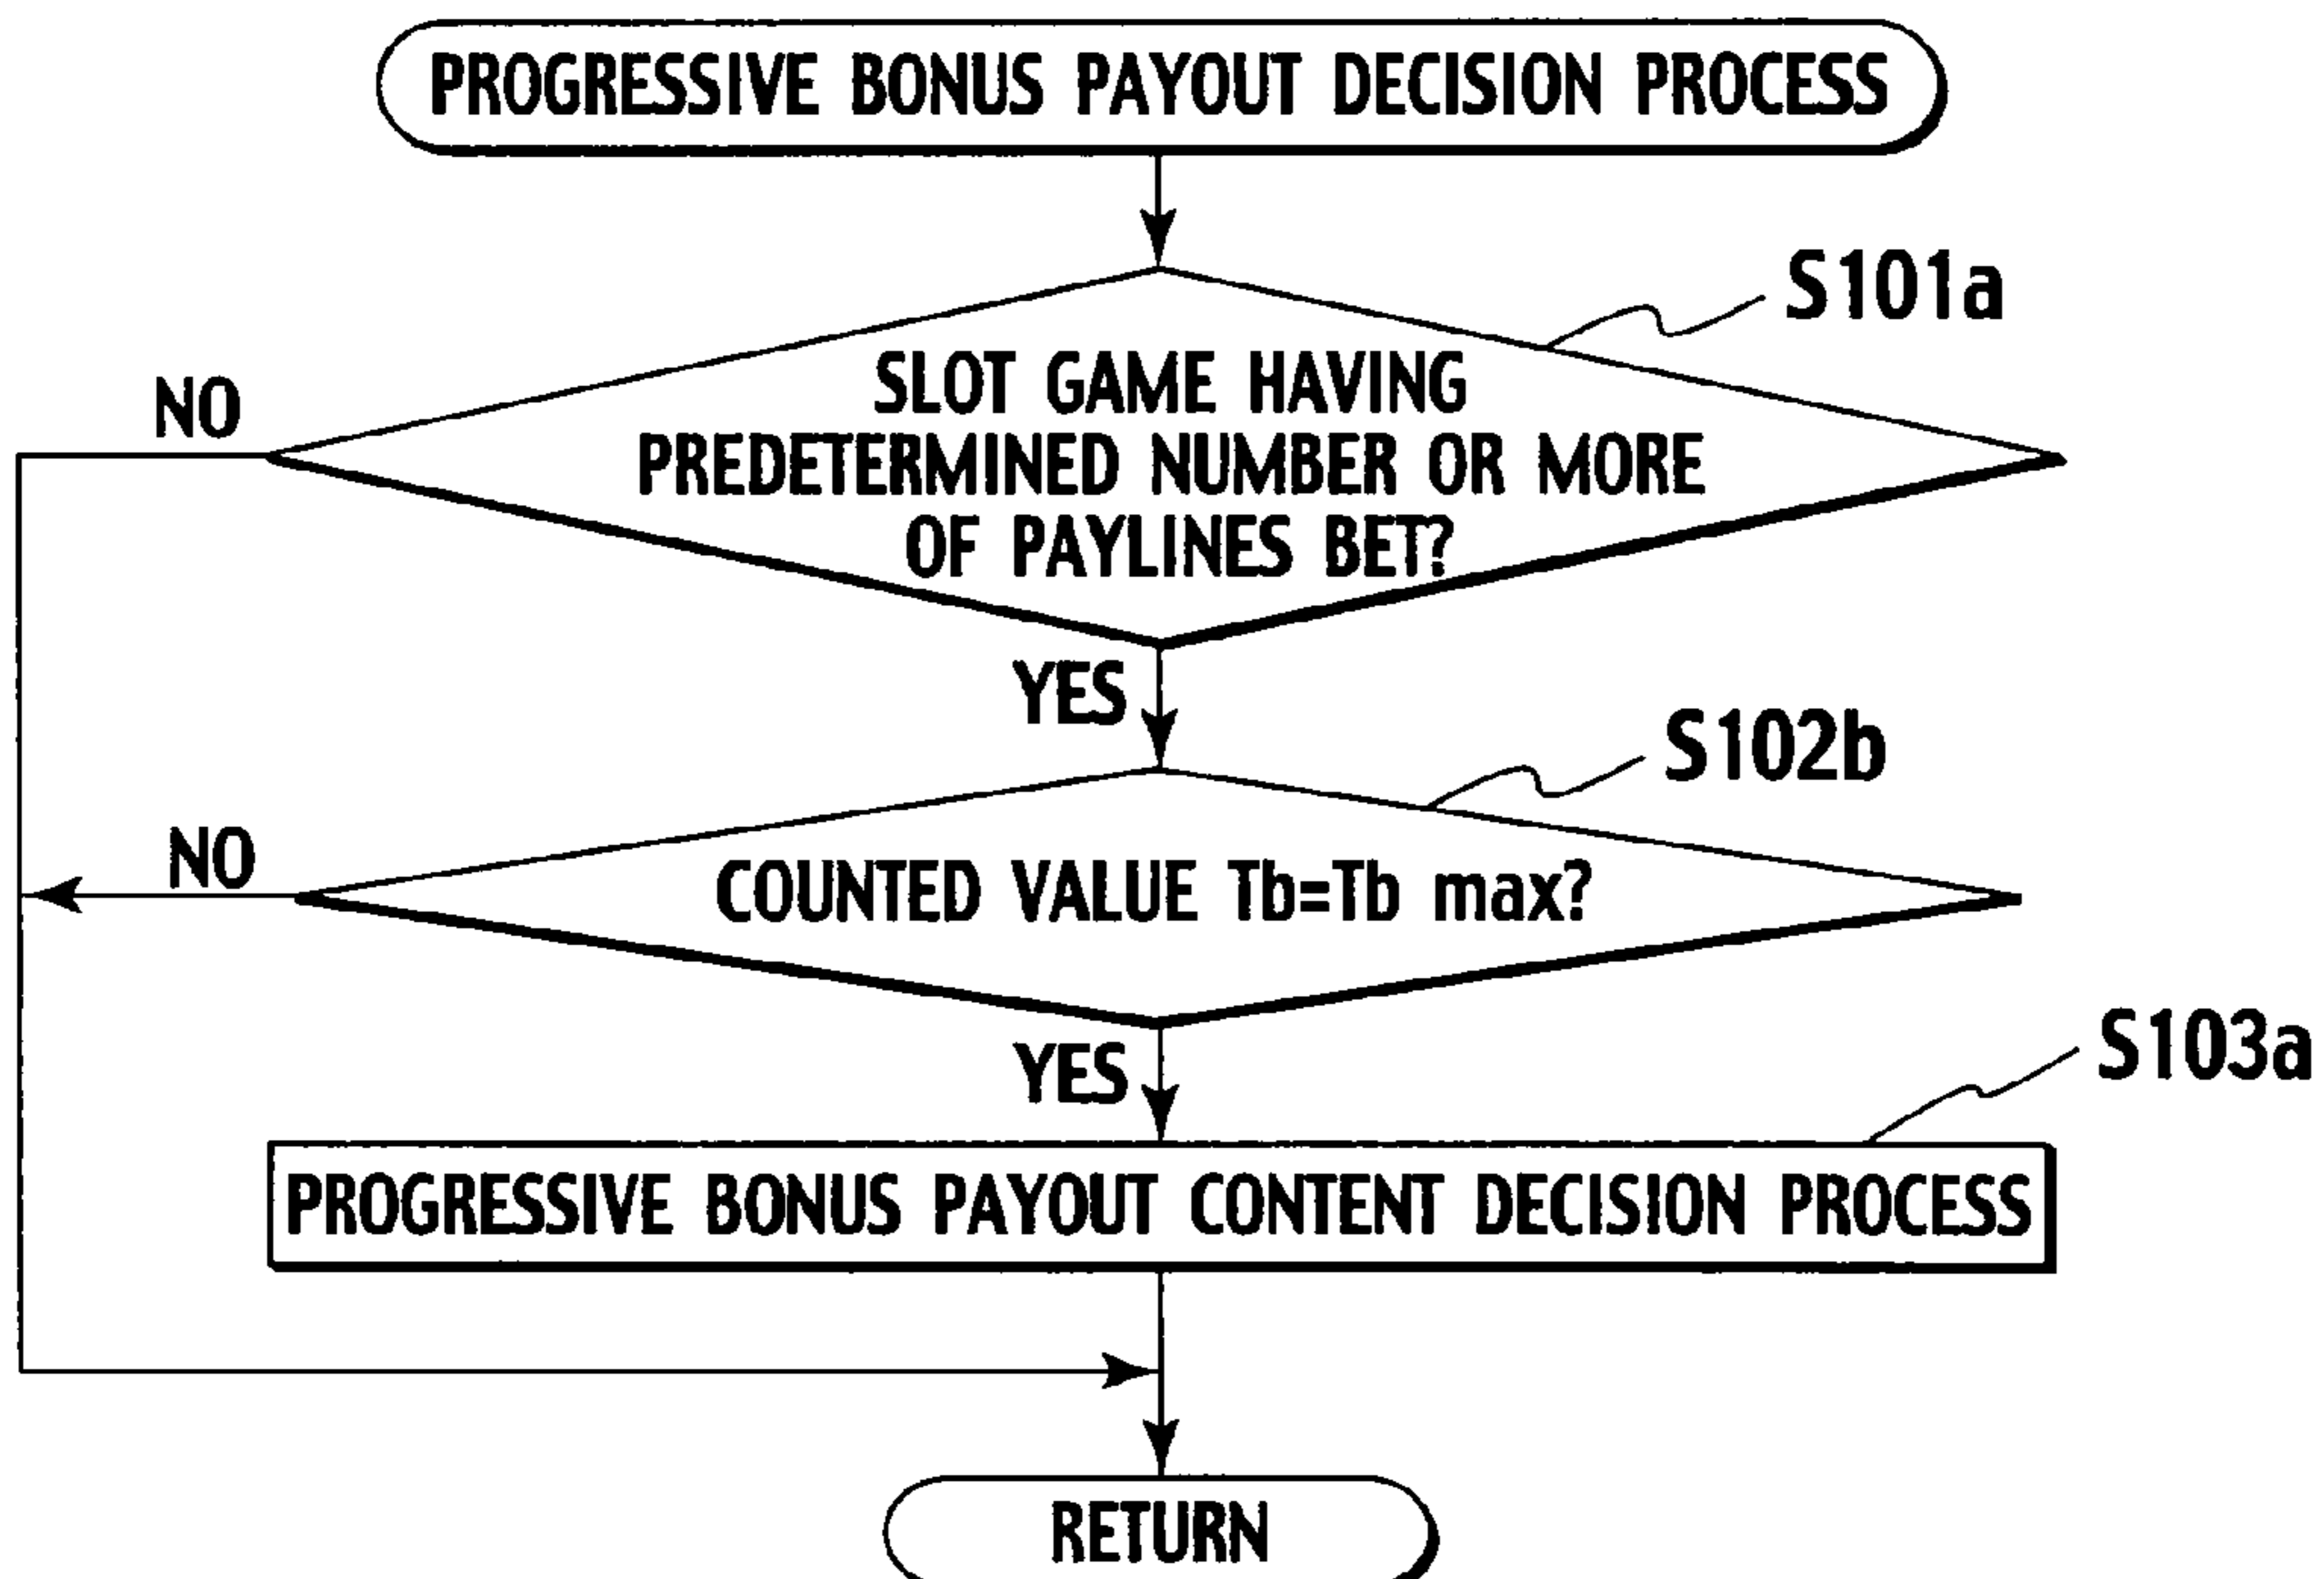 PROGRESSIVE BONUS PAYOUT DECISION PROCESS
S101a
SLOT GAME HAVING
NO
PREDETERMINED NUMBER OR MORE
OF PAYLINES BET?
YES
S102b
NO
COUNTED VALUE Tb=Tb max?
YES
S103a
PROGRESSIVE BONUS PAYOUT CONTENT DECISION PROCESS
RETURN